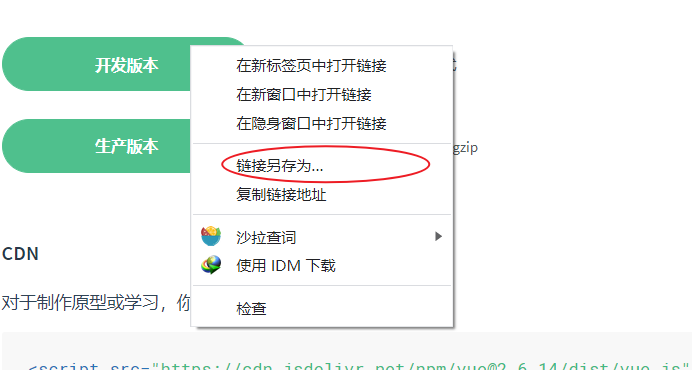 开发版本
在新标签页中打开链接
在新窗口中打开链接
在隐身窗口中打开链接
生产版本
gzip
链接另存为...
复制链接地址
沙拉查词
CDN
使用 IDM 下载
对于制作原型或学习，你
检查
<script src="https://cdn.jsdelivr.net/npm/vue@2.6.14/dist/vue.js"